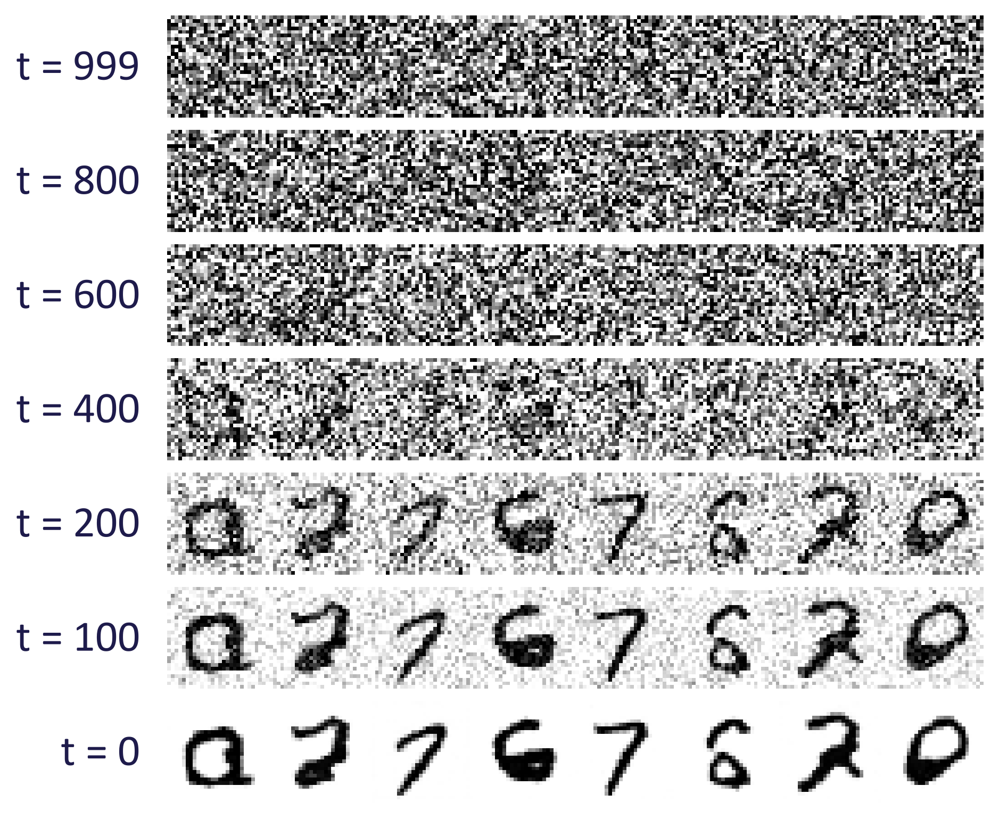 t = 999
t = 800
t = 600
t = 400
t = 200
t = 100
t = 0